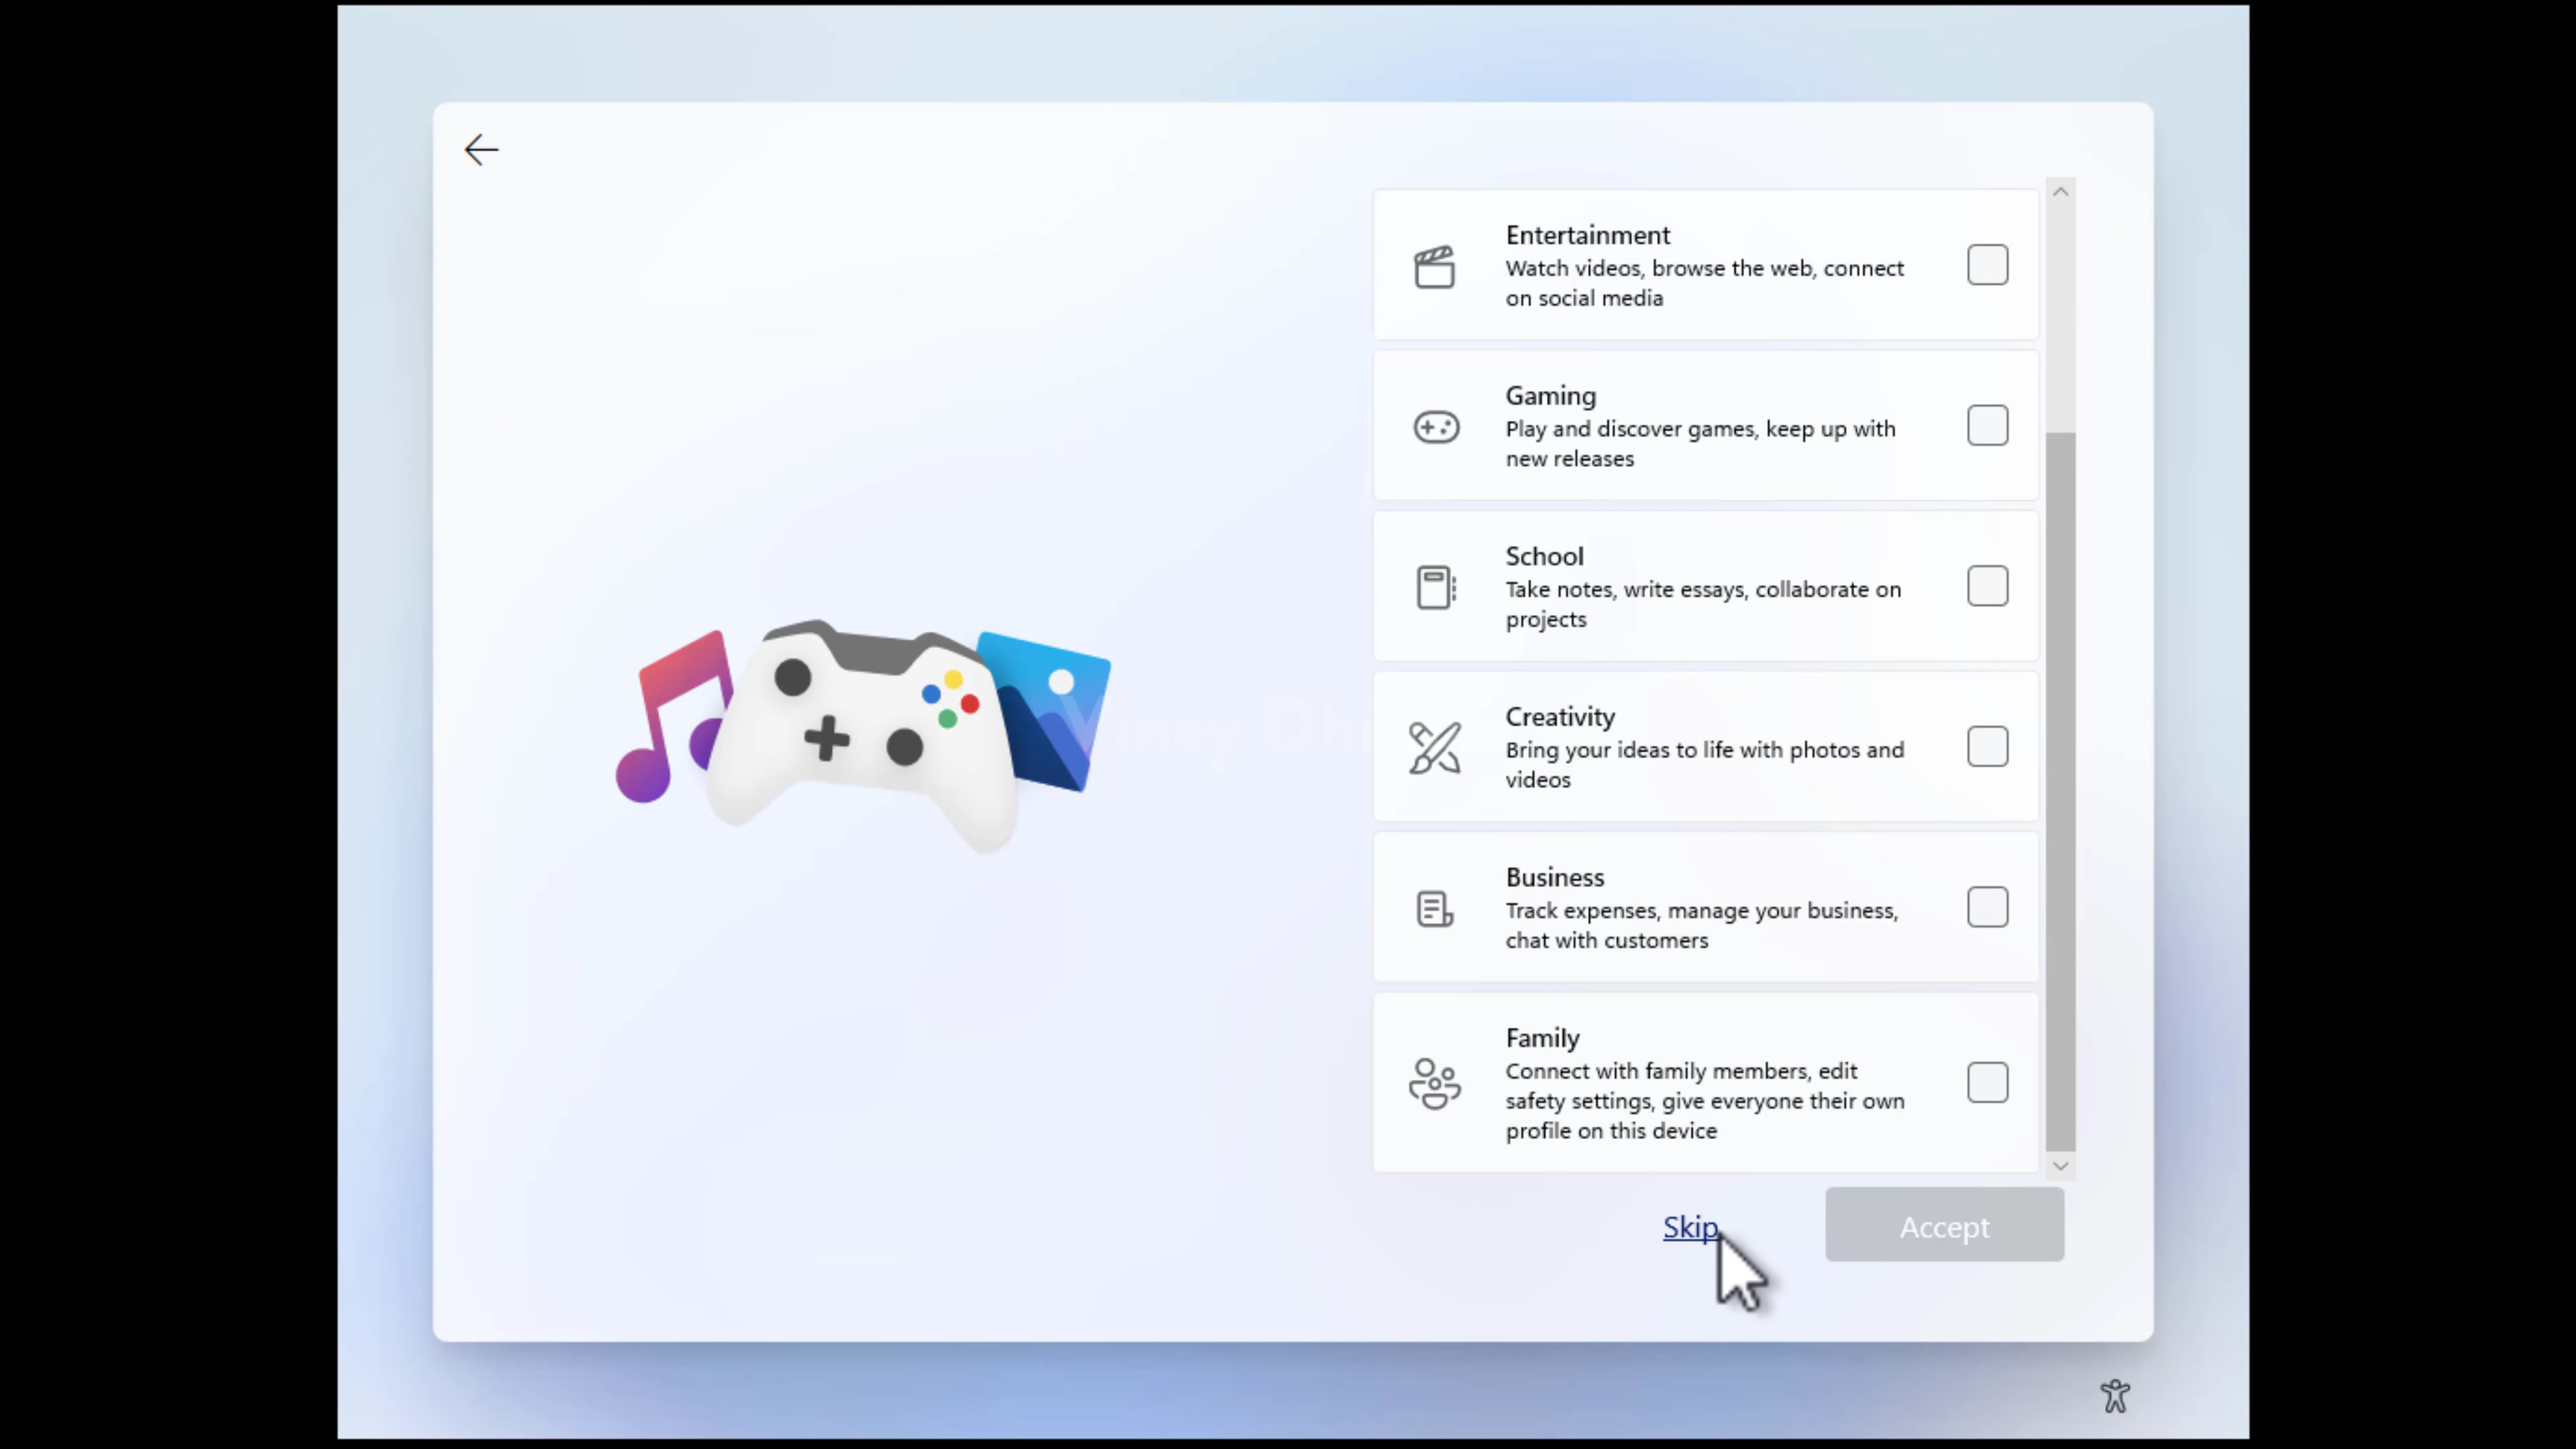 Entertainment
Watch videos, browse the web, connect
on social media
Gaming
Play and discover games, keep up with
new releases
School
Take notes, write essays, collaborate on
projects
Creativity
Bring your ideas to life with photos and
videos
Business
Track expenses, manage your business,
chat with customers
Family
Connect with family members, edit
safety settings, give everyone their own
profile on this device
Skip
Accept